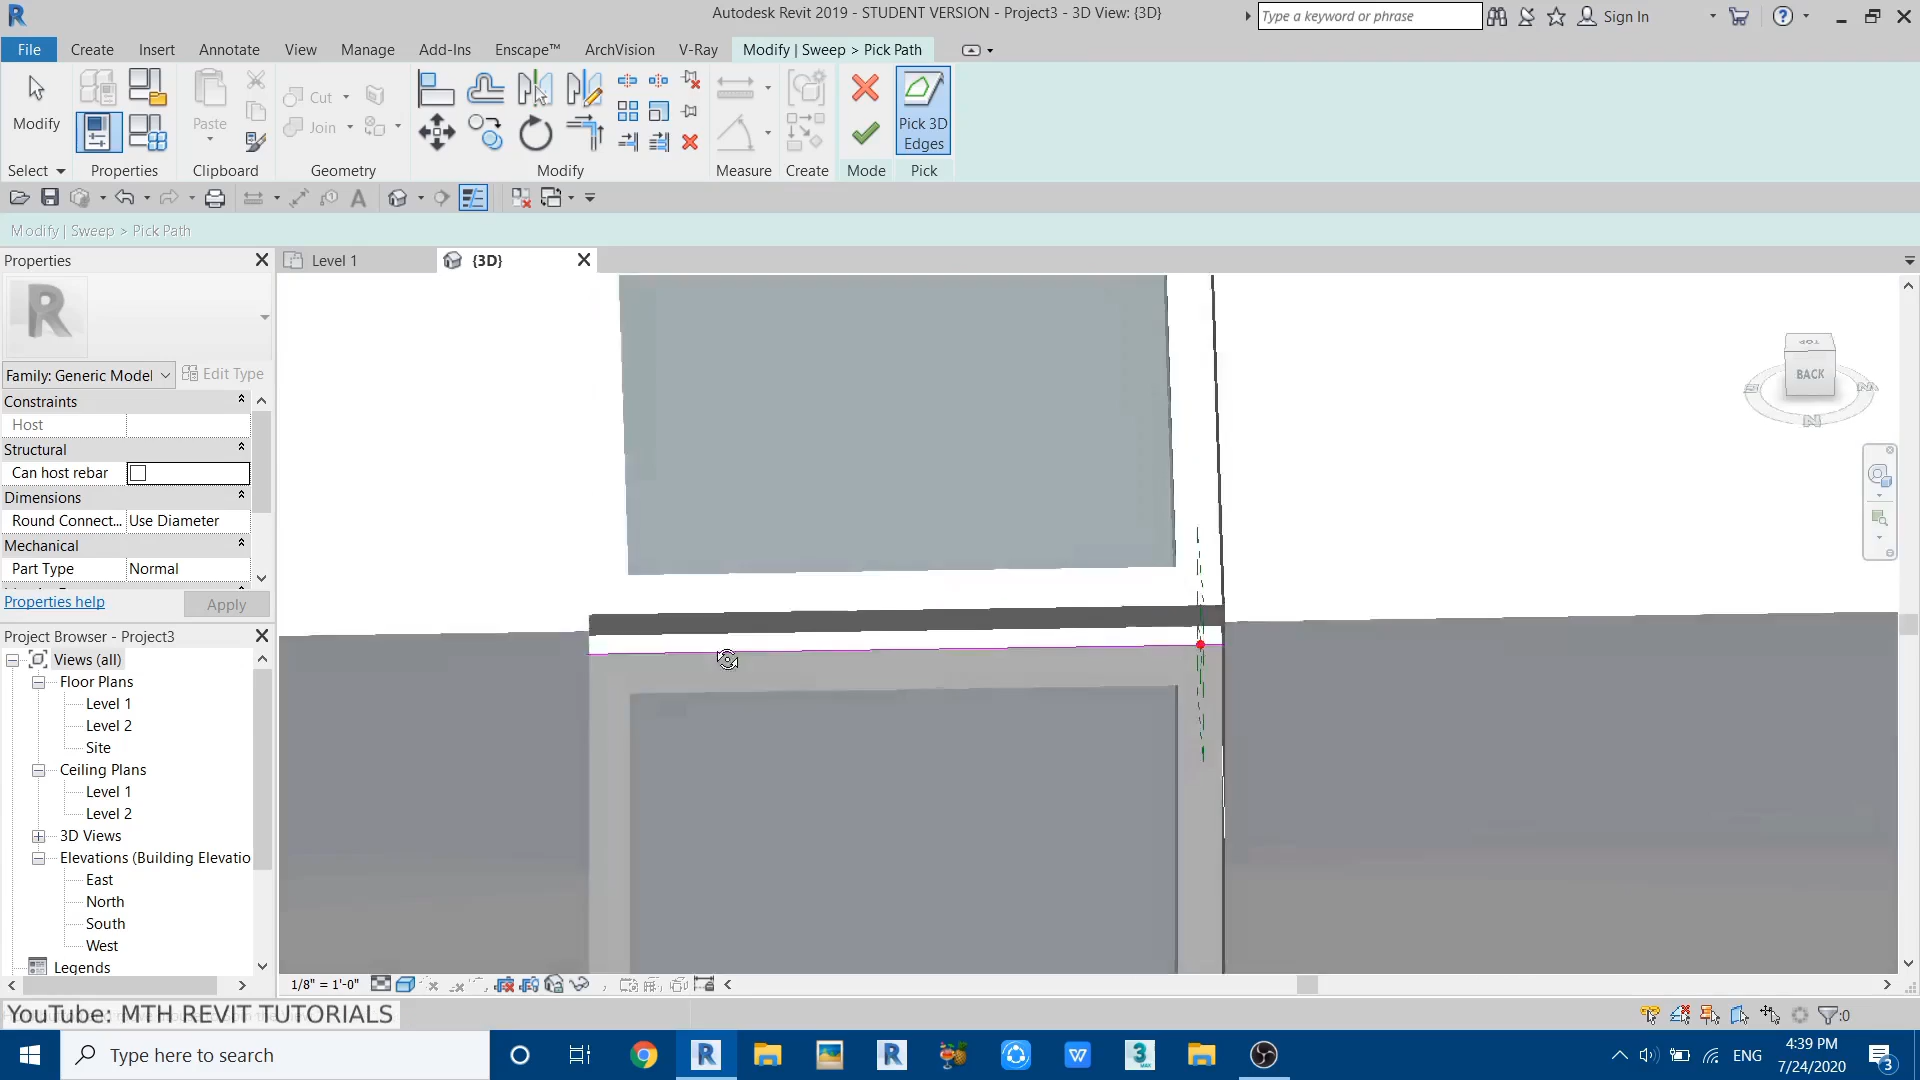 Autodesk Revit 2019 - STUDENT VERSION - Project3 - 3D View: {3D}
Type a keyword or phrase
Sign In
File
Create
Insert
Annotate
View
Manage
Add-Ins
Enscape™
ArchVision
V-Ray
Modify | Sweep > Pick Path
Modify
Paste
Cut
Join
Pick 3D
Edges
Select
Properties
Clipboard
Geometry
Modify
Measure
Create
Mode
Pick
Modify | Sweep > Pick Path
Properties
Level 1
{3D}
Family: Generic Model
Edit Type
Constraints
Host
Structural
Can host rebar
Dimensions
Round Connect...
Use Diameter
Mechanical
Part Type
Normal
Properties help
Apply
Project Browser - Project3
Views (all)
Floor Plans
Level 1
Level 2
Site
Ceiling Plans
Level 1
Level 2
3D Views
Elevations (Building Elevatio
East
North
South
West
Legends
TOP
BACK
N
1/8" = 1'-0"
:0
YouTube: MTH REVIT TUTORIALS
Type here to search
ENG
4:39 PM
7/24/2020
3